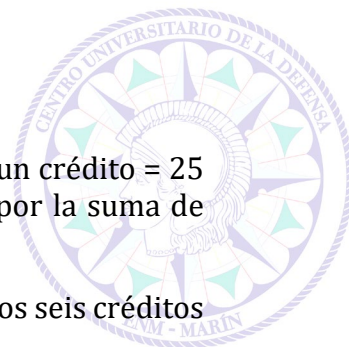 CENTRO UNIVERSITARIO DE LA DEFENSA
un crédito = 25
por la suma de
os seis créditos
ENM - MARÍN